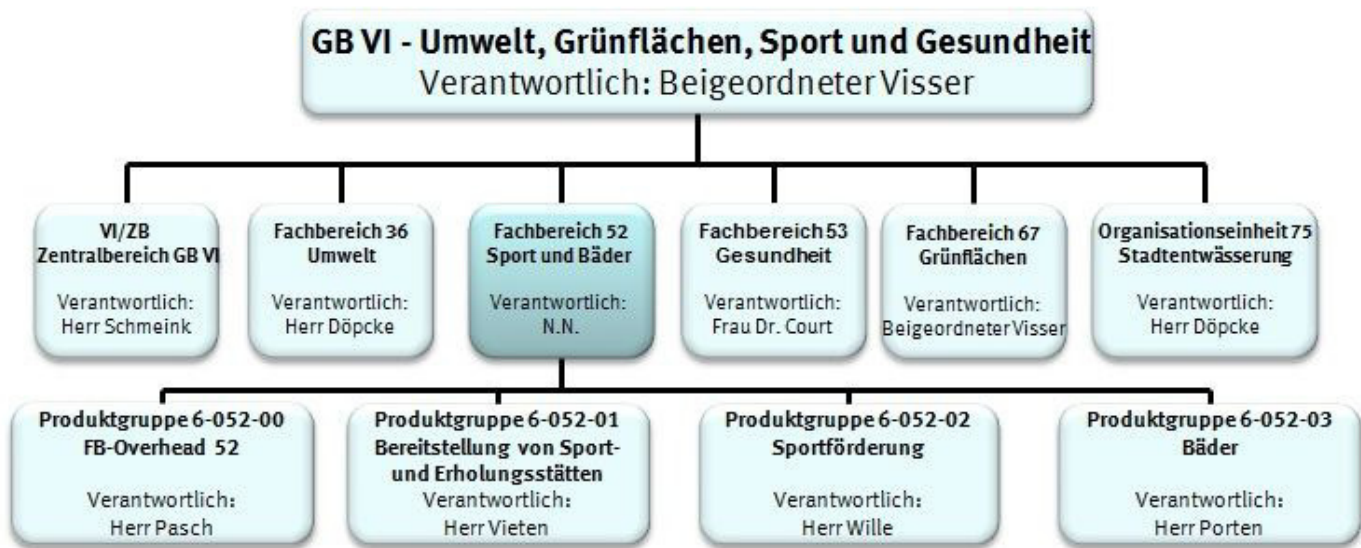 GB VI - Umwelt, Grünflächen, Sport und Gesundheit
Verantwortlich: Beigeordneter Visser
VI/ZB
Zentralbereich GB VI
Verantwortlich:
Herr Schmeink
Fachbereich 36
Umwelt
Verantwortlich:
Herr Döpcke
Fachbereich 52
Sport und Bäder
Verantwortlich:
N.N.
Fachbereich 53
Gesundheit
Verantwortlich:
Frau Dr. Court
Fachbereich 67
Grünflächen
Verantwortlich:
Beigeordneter Visser
Organisationseinheit 75
Stadtentwässerung
Verantwortlich:
Herr Döpcke
Produktgruppe 6-052-00
FB-Overhead 52
Verantwortlich:
Herr Pasch
Produktgruppe 6-052-01
Bereitstellung von Sport-
und Erholungsstätten
Verantwortlich:
Herr Vieten
Produktgruppe 6-052-02
Sportförderung
Verantwortlich:
Herr Wille
Produktgruppe 6-052-03
Bäder
Verantwortlich:
Herr Porten